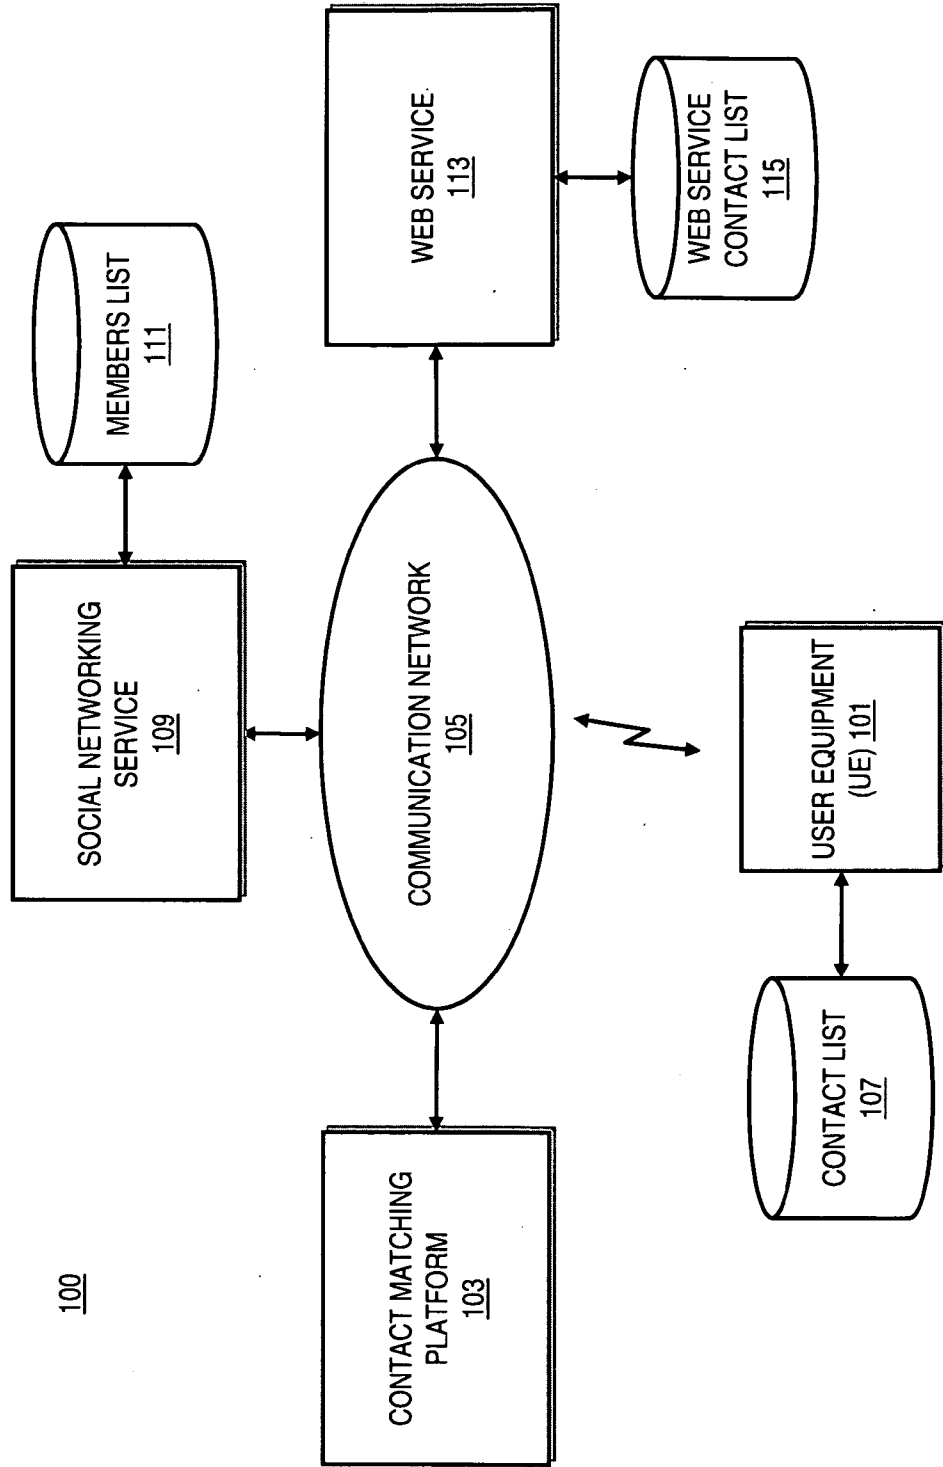 100
SOCIAL NETWORKING
SERVICE
109
MEMBERS LIST
111
CONTACT MATCHING
PLATFORM
103
COMMUNICATION NETWORK
105
WEB SERVICE
113
CONTACT LIST
107
USER EQUIPMENT
(UE) 101
WEB SERVICE
CONTACT LIST
115